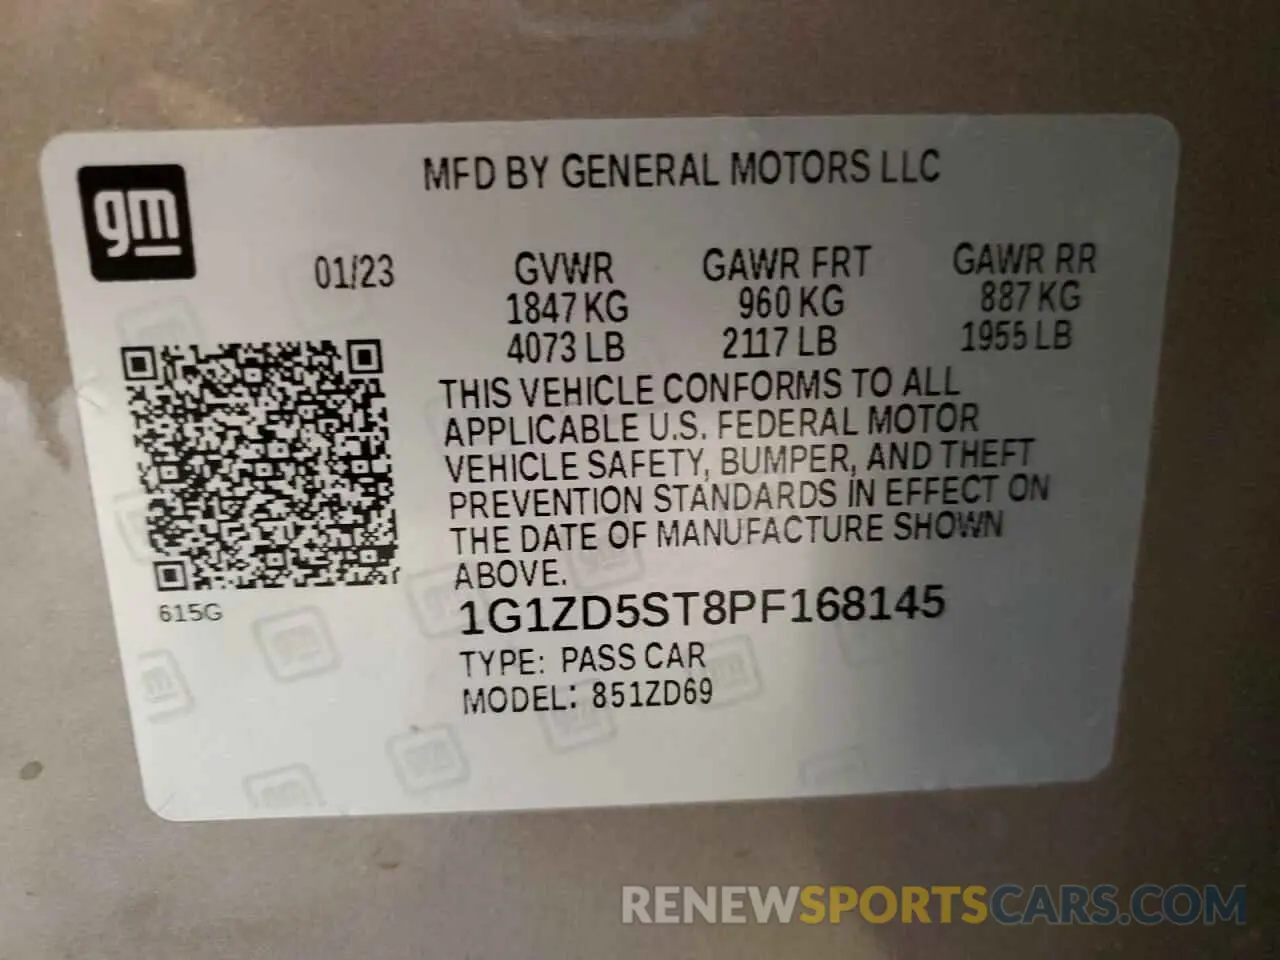 MFD BY GENERAL MOTORS LLC
gm
01/23 GVWR GAWR FRT GAWR RR
1847 KG 960 KG 887 KG
4073 LB 2117 LB 1955 LB
THIS VEHICLE CONFORMS TO ALL
APPLICABLE U.S. FEDERAL MOTOR
VEHICLE SAFETY, BUMPER, AND THEFT
PREVENTION STANDARDS IN EFFECT ON
THE DATE OF MANUFACTURE SHOWN
ABOVE.
615G
1G1ZD5ST8PF168145
TYPE: PASS CAR
MODEL: 851ZD69
RENEWSPORTSCARS.COM